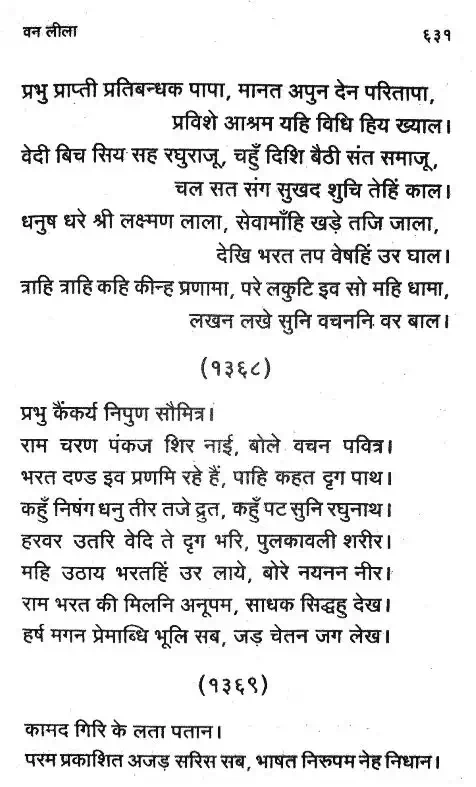 वन लीला ६३१
प्रभु प्राप्ती प्रतिबन्धक पापा, मानत अपुन देन परितापा,
प्रविशे आश्रम यहि विधि हिय ख्याल।
वेदी बिच सिय सह रघुराजू, चहुँ दिशि बैठी संत समाजू,
चल सत संग सुखद शुचि तेहिं काल।
धनुष धरे श्री लक्ष्मण लाला, सेवामाँहि खड़े तजि जाला,
देखि भरत तप वेषहिं उर घाल।
त्राहि त्राहि कहि कीन्ह प्रणामा, परे लकुटि इव सो महि धामा,
लखन लखे सुनि वचननि वर बाल।
(१३६८)
प्रभु कैंकर्य निपुण सौमित्र।
राम चरण पंकज शिर नाई, बोले वचन पवित्र।
भरत दण्ड इव प्रणमि रहे हैं, पाहि कहत दृग पाथ।
कहुँ निषंग धनु तीर तजे द्रुत, कहुँ पट सुनि रघुनाथ।
हरवर उतरि वेदि ते दृग भरि, पुलकावली शरीर।
महि उठाय भरतहिं उर लाये, बोरे नयनन नीर।
राम भरत की मिलनि अनूपम, साधक सिद्धहु देख।
हर्ष मगन प्रेमाब्धि भूलि सब, जड़ चेतन जग लेख।
(१३६९)
कामद गिरि के लता पतान।
परम प्रकाशित अजड़ सरिस सब, भाषत निरुपम नेह निधान।